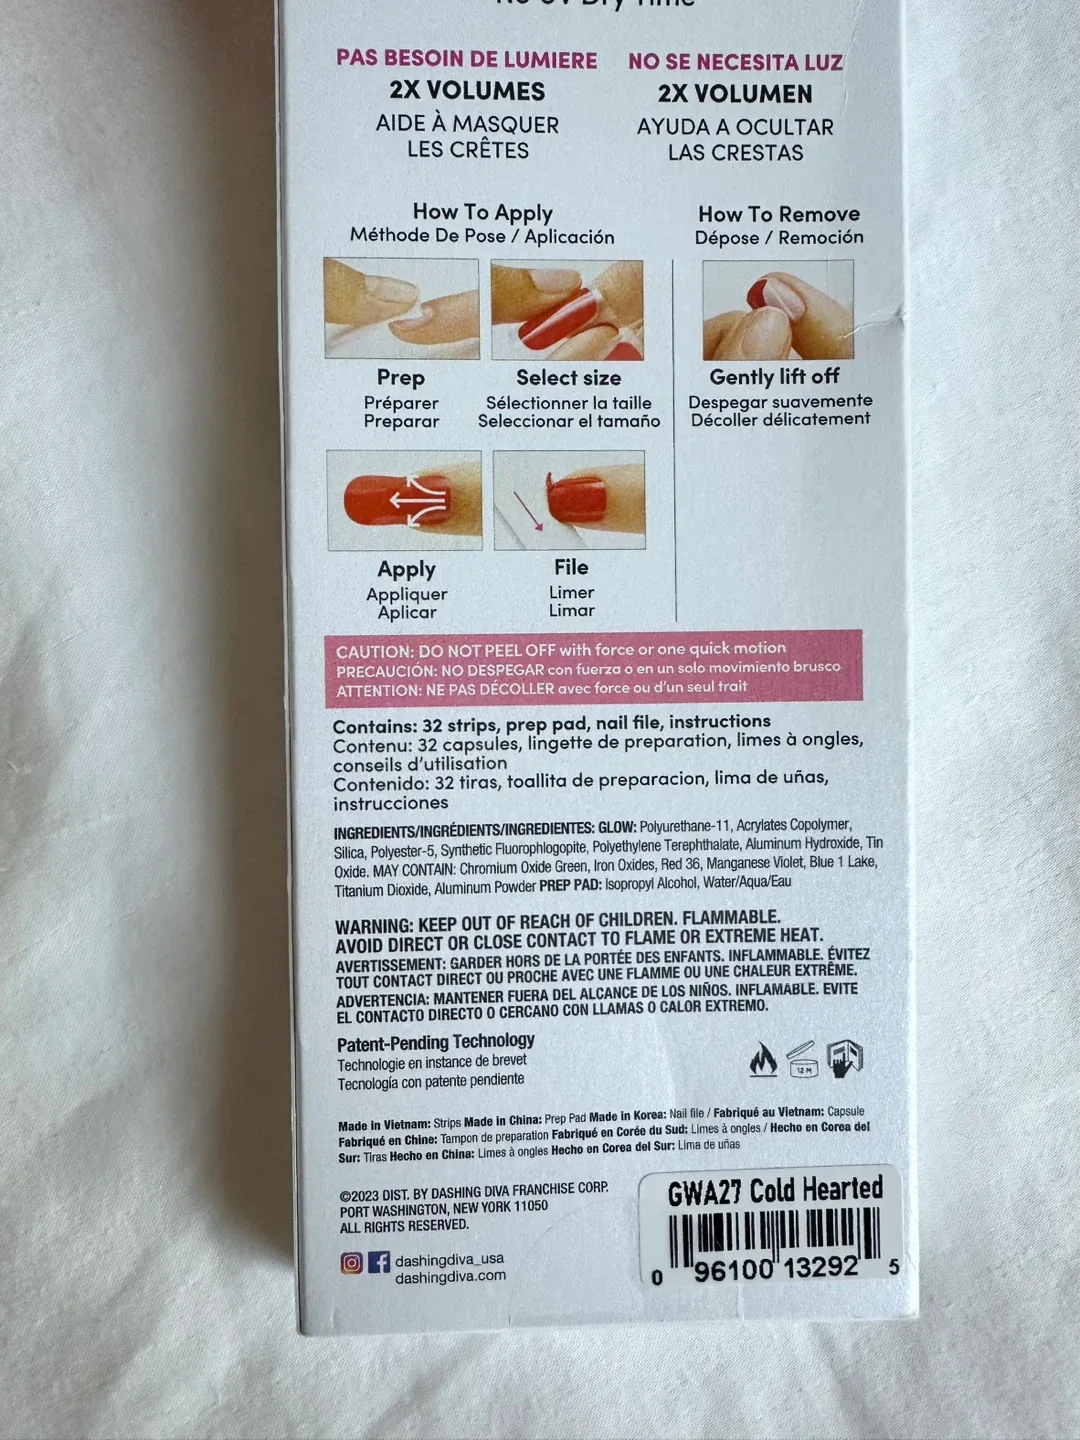 No UV Dry Time
PAS BESOIN DE LUMIERE
2X VOLUMES
AIDE À MASQUER
LES CRÊTES
NO SE NECESITA LUZ
2X VOLUMEN
AYUDA A OCULTAR
LAS CRESTAS
How To Apply
Méthode De Pose / Aplicación
How To Remove
Dépose / Remoción
Prep
Préparer
Preparar
Select size
Sélectionner la taille
Seleccionar el tamaño
Gently lift off
Despegar suavemente
Décoller délicatement
Apply
Appliquer
Aplicar
File
Limer
Limar
CAUTION: DO NOT PEEL OFF with force or one quick motion
PRECAUCIÓN: NO DESPEGAR con fuerza o en un solo movimiento brusco
ATTENTION: NE PAS DÉCOLLER avec force ou d'un seul trait
Contains: 32 strips, prep pad, nail file, instructions
Contenu: 32 capsules, lingette de preparation, limes à ongles,
conseils d'utilisation
Contenido: 32 tiras, toallita de preparacion, lima de uñas,
instrucciones
INGREDIENTS/INGRÉDIENTS/INGREDIENTES: GLOW: Polyurethane-11, Acrylates Copolymer,
Silica, Polyester-5, Synthetic Fluorophlogopite, Polyethylene Terephthalate, Aluminum Hydroxide, Tin
Oxide. MAY CONTAIN: Chromium Oxide Green, Iron Oxides, Red 36, Manganese Violet, Blue 1 Lake,
Titanium Dioxide, Aluminum Powder PREP PAD: Isopropyl Alcohol, Water/Aqua/Eau
WARNING: KEEP OUT OF REACH OF CHILDREN. FLAMMABLE.
AVOID DIRECT OR CLOSE CONTACT TO FLAME OR EXTREME HEAT.
AVERTISSEMENT: GARDER HORS DE LA PORTÉE DES ENFANTS. INFLAMMABLE. ÉVITEZ
TOUT CONTACT DIRECT OU PROCHE AVEC UNE FLAMME OU UNE CHALEUR EXTRÊME.
ADVERTENCIA: MANTENER FUERA DEL ALCANCE DE LOS NIÑOS. INFLAMABLE. EVITE
EL CONTACTO DIRECTO O CERCANO CON LLAMAS O CALOR EXTREMO.
Patent-Pending Technology
Technologie en instance de brevet
Tecnología con patente pendiente
12 M
Made in Vietnam: Strips Made in China: Prep Pad Made in Korea: Nail file / Fabriqué au Vietnam: Capsule
Fabriqué en Chine: Tampon de preparation Fabriqué en Corée du Sud: Limes à ongles / Hecho en Corea del
Sur: Tiras Hecho en China: Limes à ongles Hecho en Corea del Sur: Lima de uñas
©2023 DIST. BY DASHING DIVA FRANCHISE CORP.
PORT WASHINGTON, NEW YORK 11050
ALL RIGHTS RESERVED.
dashingdiva_usa
dashingdiva.com
GWA27 Cold Hearted
0 96100 13292 5